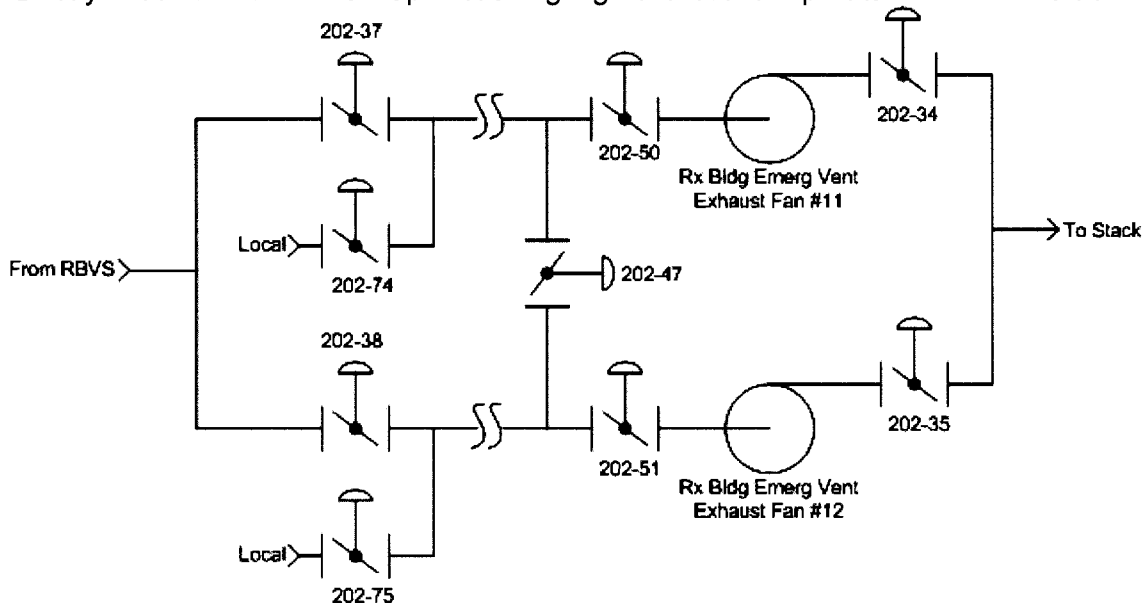 202-37
202-34
202-50
Rx Bldg Emerg Vent
Exhaust Fan #11
Local
202-74
To Stack
From RBVS
202-47
202-38
202-35
202-51
Rx Bldg Emerg Vent
Exhaust Fan #12
Local
202-75